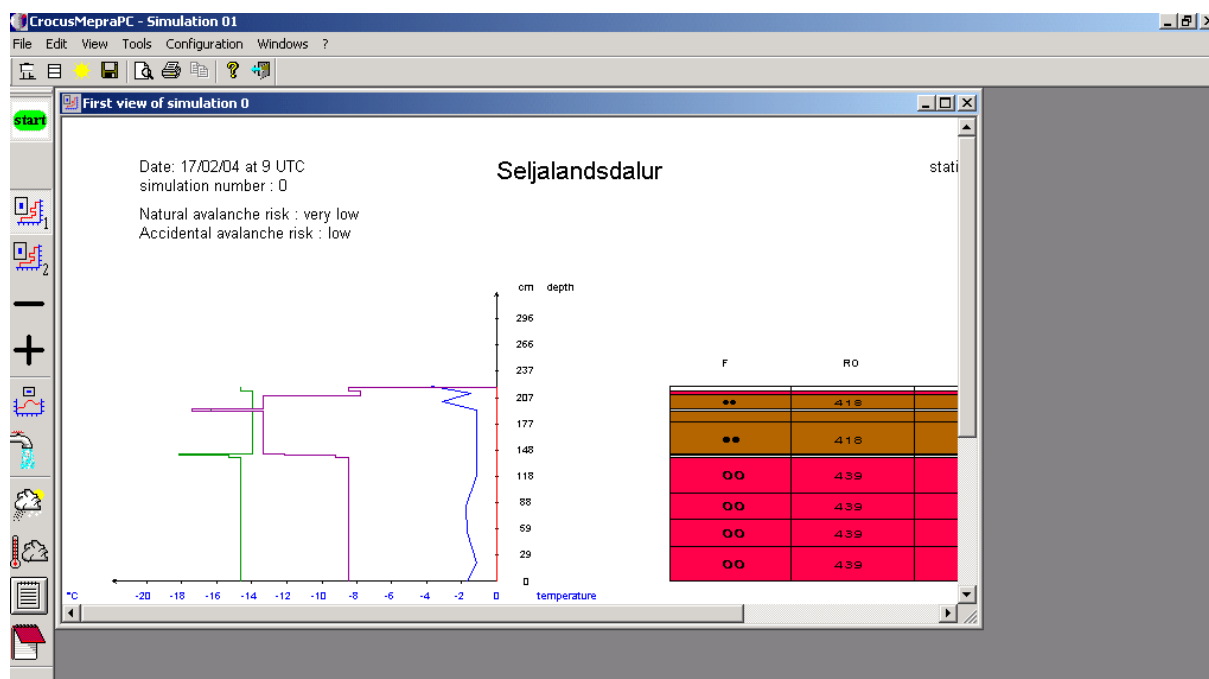 CrocusMepraPC - Simulation 01
File Edit View Tools Configuration Windows ?
start
First view of simulation 0
Date: 17/02/04 at 9 UTC
simulation number : 0
Seljalandsdalur
stati
Natural avalanche risk : very low
Accidental avalanche risk : low
1
2
cm depth
296
266
237
207
177
148
118
88
59
29
0
°C -20 -18 -16 -14 -12 -10 -8 -6 -4 -2 0 temperature
F RO
418
418
439
439
439
439